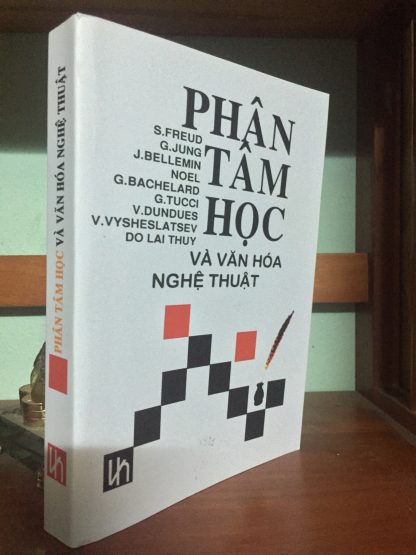 PHÂN TÂM HỌC VÀ VĂN HÓA NGHỆ THUẬT
PHÂN
TÂM
HỌC
S.FREUD
G.JUNG
J.BELLEMIN
NOEL
G.BACHELARD
G.TUCCI
V.DUNDUES
V.VYSHESLATSEV
DO LAI THUY
VÀ VĂN HÓA
NGHỆ THUẬT